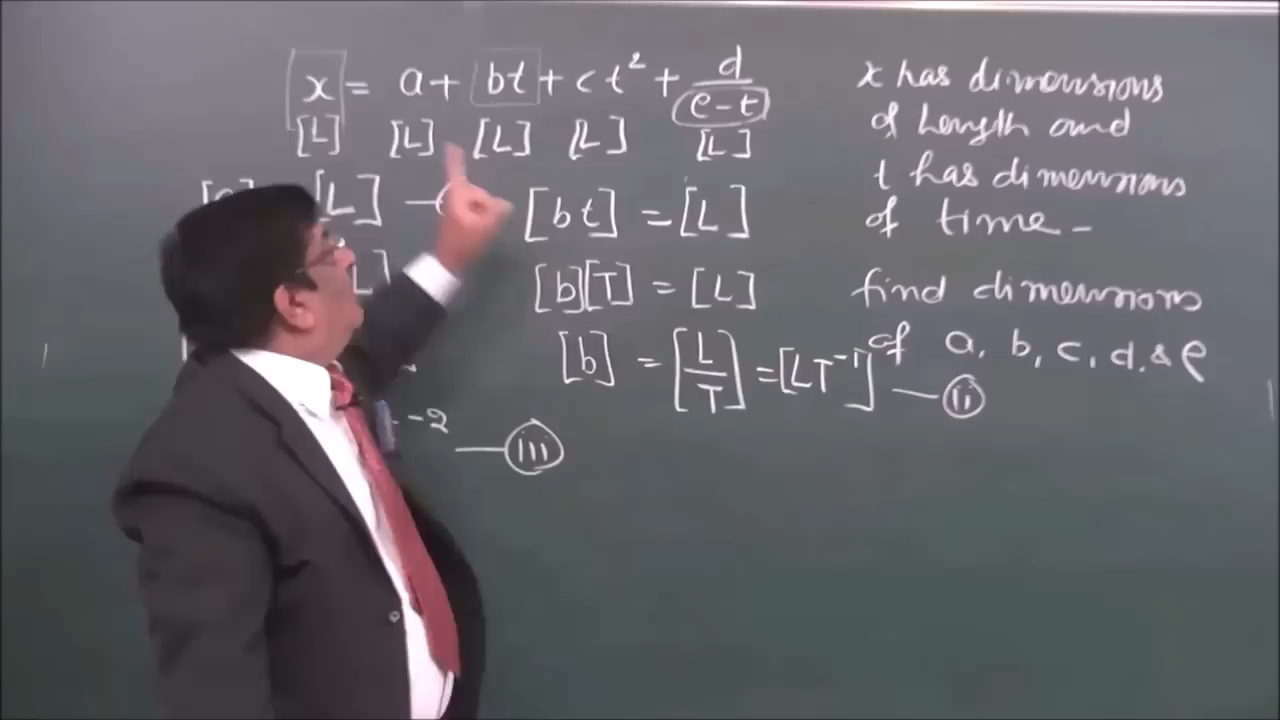 x = a + bt + ct² + d/(e-t)
[L] [L] [L] [L] [L]
[L] —
[bt] = [L]
[b][T] = [L]
[b] = [L/T] = [LT⁻¹] — (ii)
-2 — (iii)
x has dimensions
of length and
t has dimensions
of time -
find dimensions
of a, b, c, d, & e